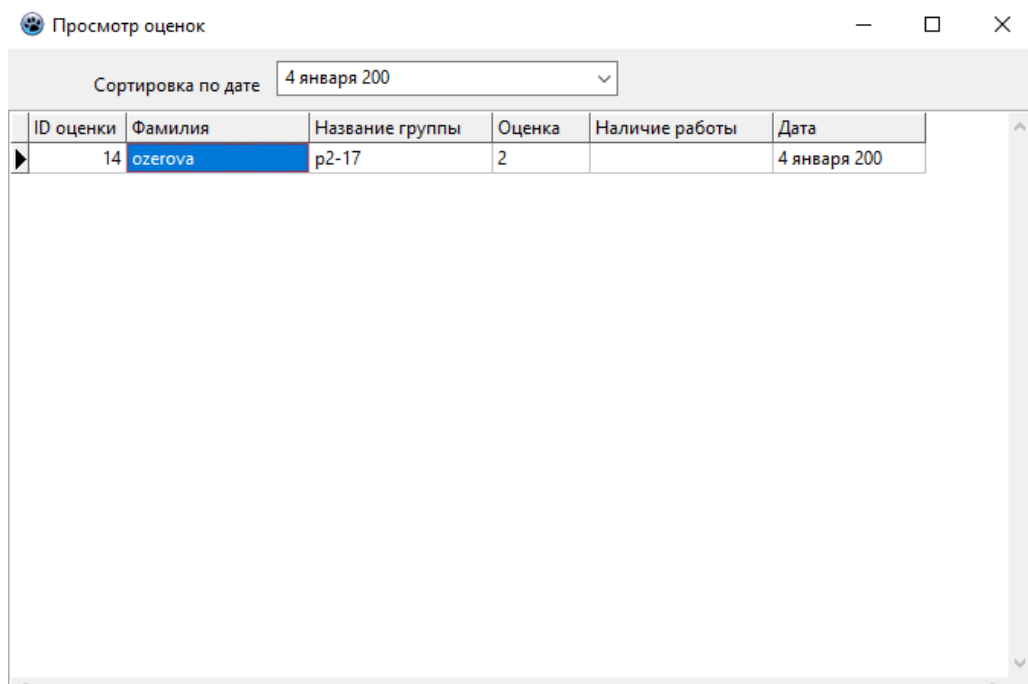 Просмотр оценок
Сортировка по дате 4 января 200
ID оценки Фамилия Название группы Оценка Наличие работы Дата
14 ozerova p2-17 2 4 января 200